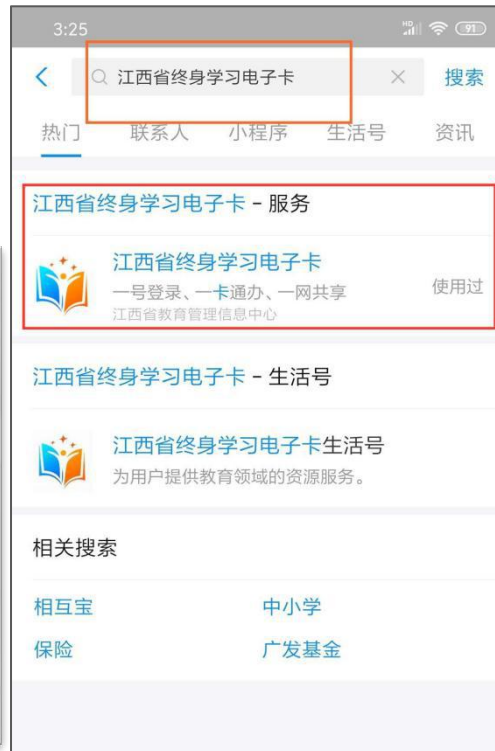 3:25
HD
91
江西省终身学习电子卡
搜索
热门 联系人 小程序 生活号 资讯
江西省终身学习电子卡 - 服务
江西省终身学习电子卡
一号登录、一卡通办、一网共享
使用过
江西省教育管理信息中心
江西省终身学习电子卡 - 生活号
江西省终身学习电子卡生活号
为用户提供教育领域的资源服务。
相关搜索
相互宝 中小学
保险 广发基金